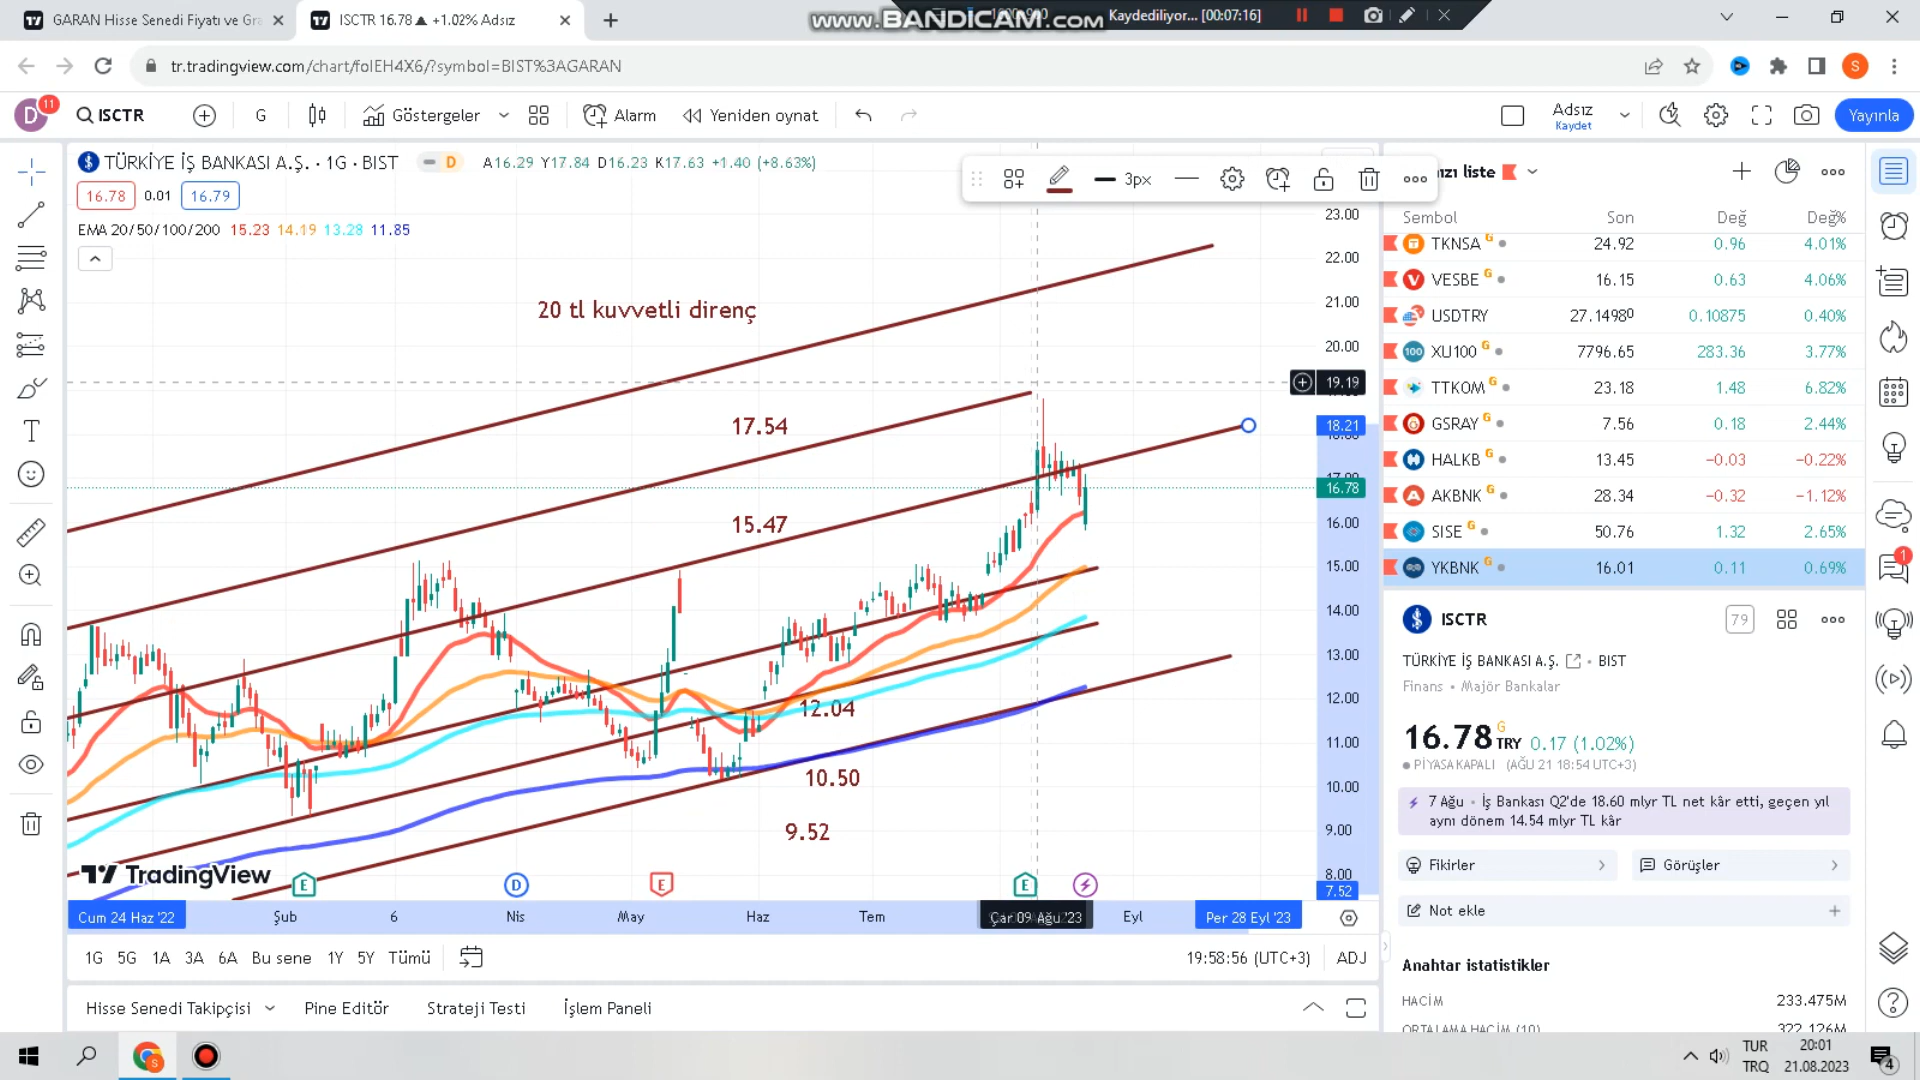 GARAN Hisse Senedi Fiyatı ve Gra
ISCTR 16.78 ▲ +1.02% Adsız
www.BANDICAM.com
Kaydediliyor... [00:07:16]
tr.tradingview.com/chart/folEH4X6/?symbol=BIST%3AGARAN
S
D
11
ISCTR
G
Göstergeler
Alarm
Yeniden oynat
Adsız
Kaydet
Yayınla
TÜRKİYE İŞ BANKASI A.Ş. · 1G · BIST
D
A16.29 Y17.84 D16.23 K17.63 +1.40 (+8.63%)
16.78
0.01
16.79
EMA 20/50/100/200 15.23 14.19 13.28 11.85
3px
20 tl kuvvetli direnç
17.54
15.47
12.04
10.50
9.52
23.00
22.00
21.00
20.00
19.19
18.21
16.78
16.00
15.00
14.00
13.00
12.00
11.00
10.00
9.00
8.00
7.52
TradingView
E
D
E
E
Cum 24 Haz '22
Şub
6
Nis
May
Haz
Tem
Çar 09 Ağu '23
Eyl
Per 28 Eyl '23
1G 5G 1A 3A 6A Bu sene 1Y 5Y Tümü
19:58:56 (UTC+3)
ADJ
Hisse Senedi Takipçisi
Pine Editör
Strateji Testi
İşlem Paneli
liste
Sembol Son Değ Değ%
TKNSA G 24.92 0.96 4.01%
VESBE G 16.15 0.63 4.06%
USDTRY 27.1498⁰ 0.10875 0.40%
XU100 G 7796.65 283.36 3.77%
TTKOM G 23.18 1.48 6.82%
GSRAY G 7.56 0.18 2.44%
HALKB G 13.45 −0.03 −0.22%
AKBNK G 28.34 −0.32 −1.12%
SISE G 50.76 1.32 2.65%
YKBNK G 16.01 0.11 0.69%
ISCTR
79
TÜRKİYE İŞ BANKASI A.Ş. • BIST
Finans • Majör Bankalar
16.78 G TRY 0.17 (1.02%)
PİYASA KAPALI (AĞU 21 18:54 UTC+3)
7 Ağu • İş Bankası Q2'de 18.60 mlyr TL net kâr etti, geçen yıl
aynı dönem 14.54 mlyr TL kâr
Fikirler
Görüşler
Not ekle
Anahtar istatistikler
HACİM 233.475M
ORTALAMA HACİM (10) 322.126M
1
TUR
TRQ
20:01
21.08.2023
4